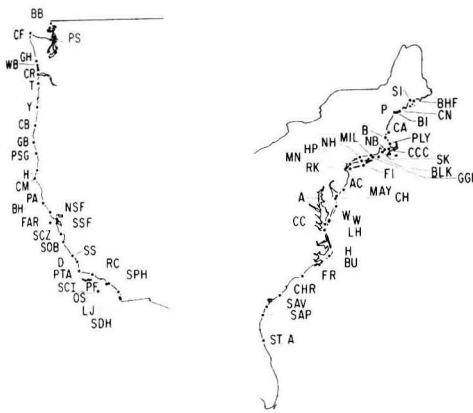 BB
CF
PS
GH
WB
CR
T
Y
CB
GB
PSG
H
CM
PA
BH
NSF
FAR
SSF
SCZ
SOB
SS
D
RC
PTA
SPH
SCI
PF
OS
LJ
SDH
SI
BHF
P
CN
BI
B
CA
MIL
NB
PLY
NH
HP
CCC
MN
SK
RK
FI
BLK
GGI
AC
MAY
A
CH
CC
W
W
LH
H
BU
FR
CHR
SAV
SAP
ST A